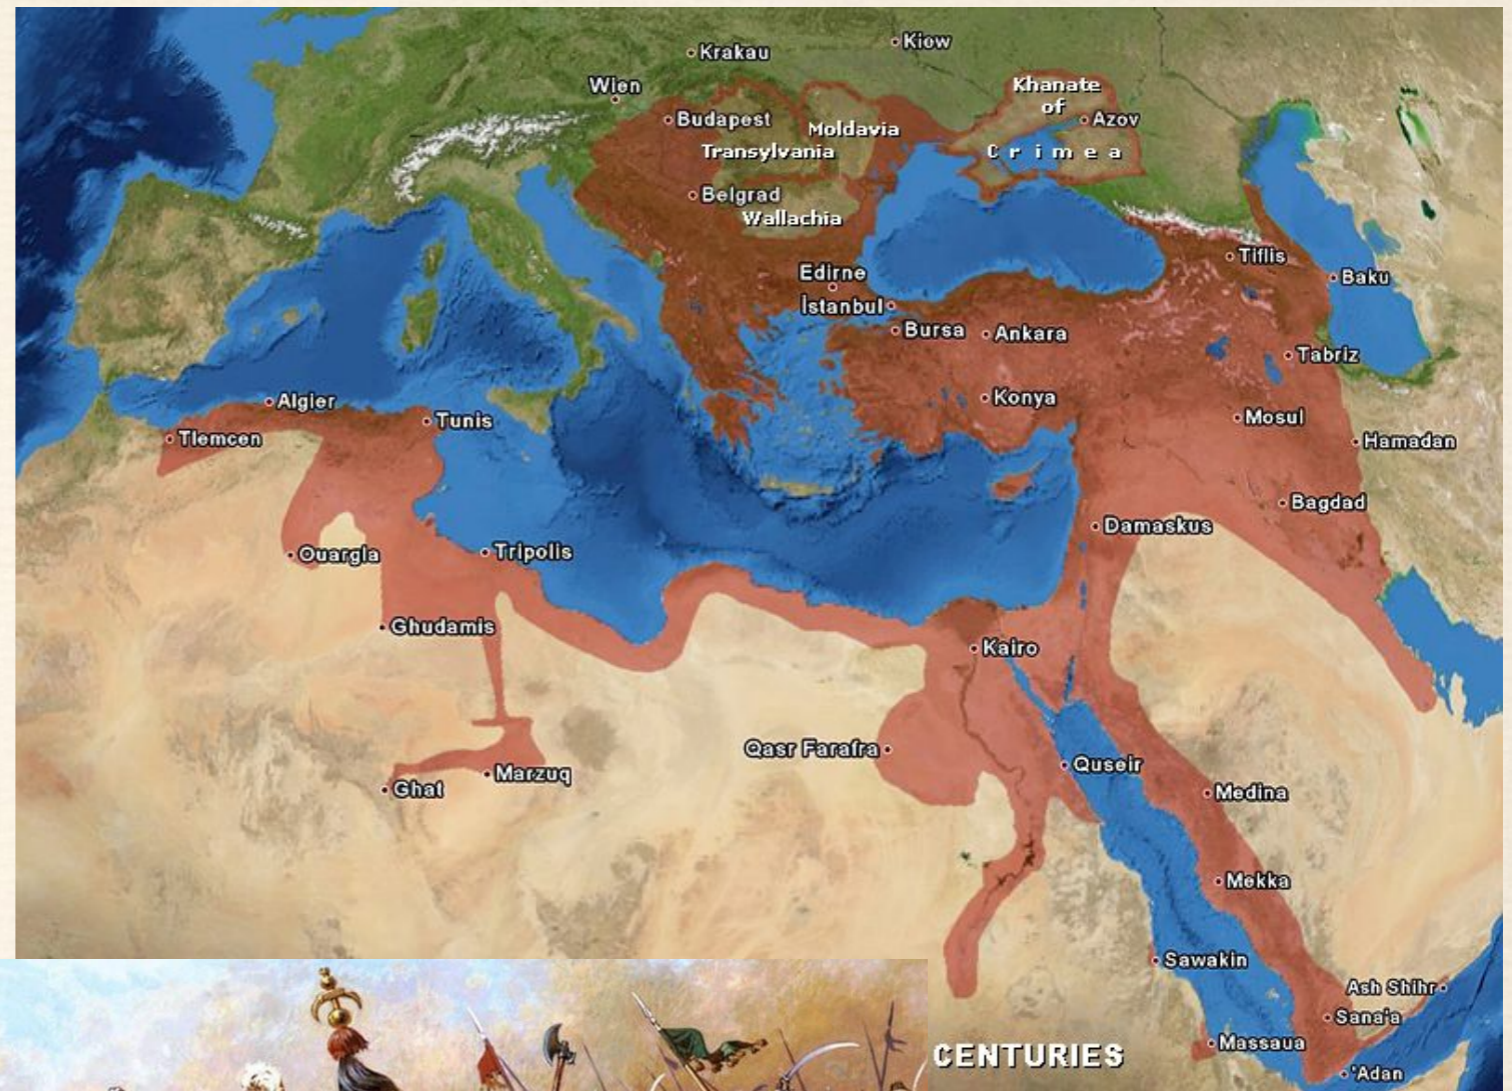 Kiow
Krakau
Wien
Khanate
of
Crimea
Azov
Budapest
Moldavia
Transylvania
Belgrad
Wallachia
Tiflis
Edirne
Baku
İstanbul
Bursa
Ankara
Tabriz
Konya
Algier
Tunis
Mosul
Tlemcen
Hamadan
Bagdad
Damaskus
Ouargla
Tripolis
Ghudamis
Kairo
Qasr Farafra
Quseir
Marzuq
Ghat
Medina
Mekka
Sawakin
Ash Shihr
Sana'a
Massaua
CENTURIES
'Adan